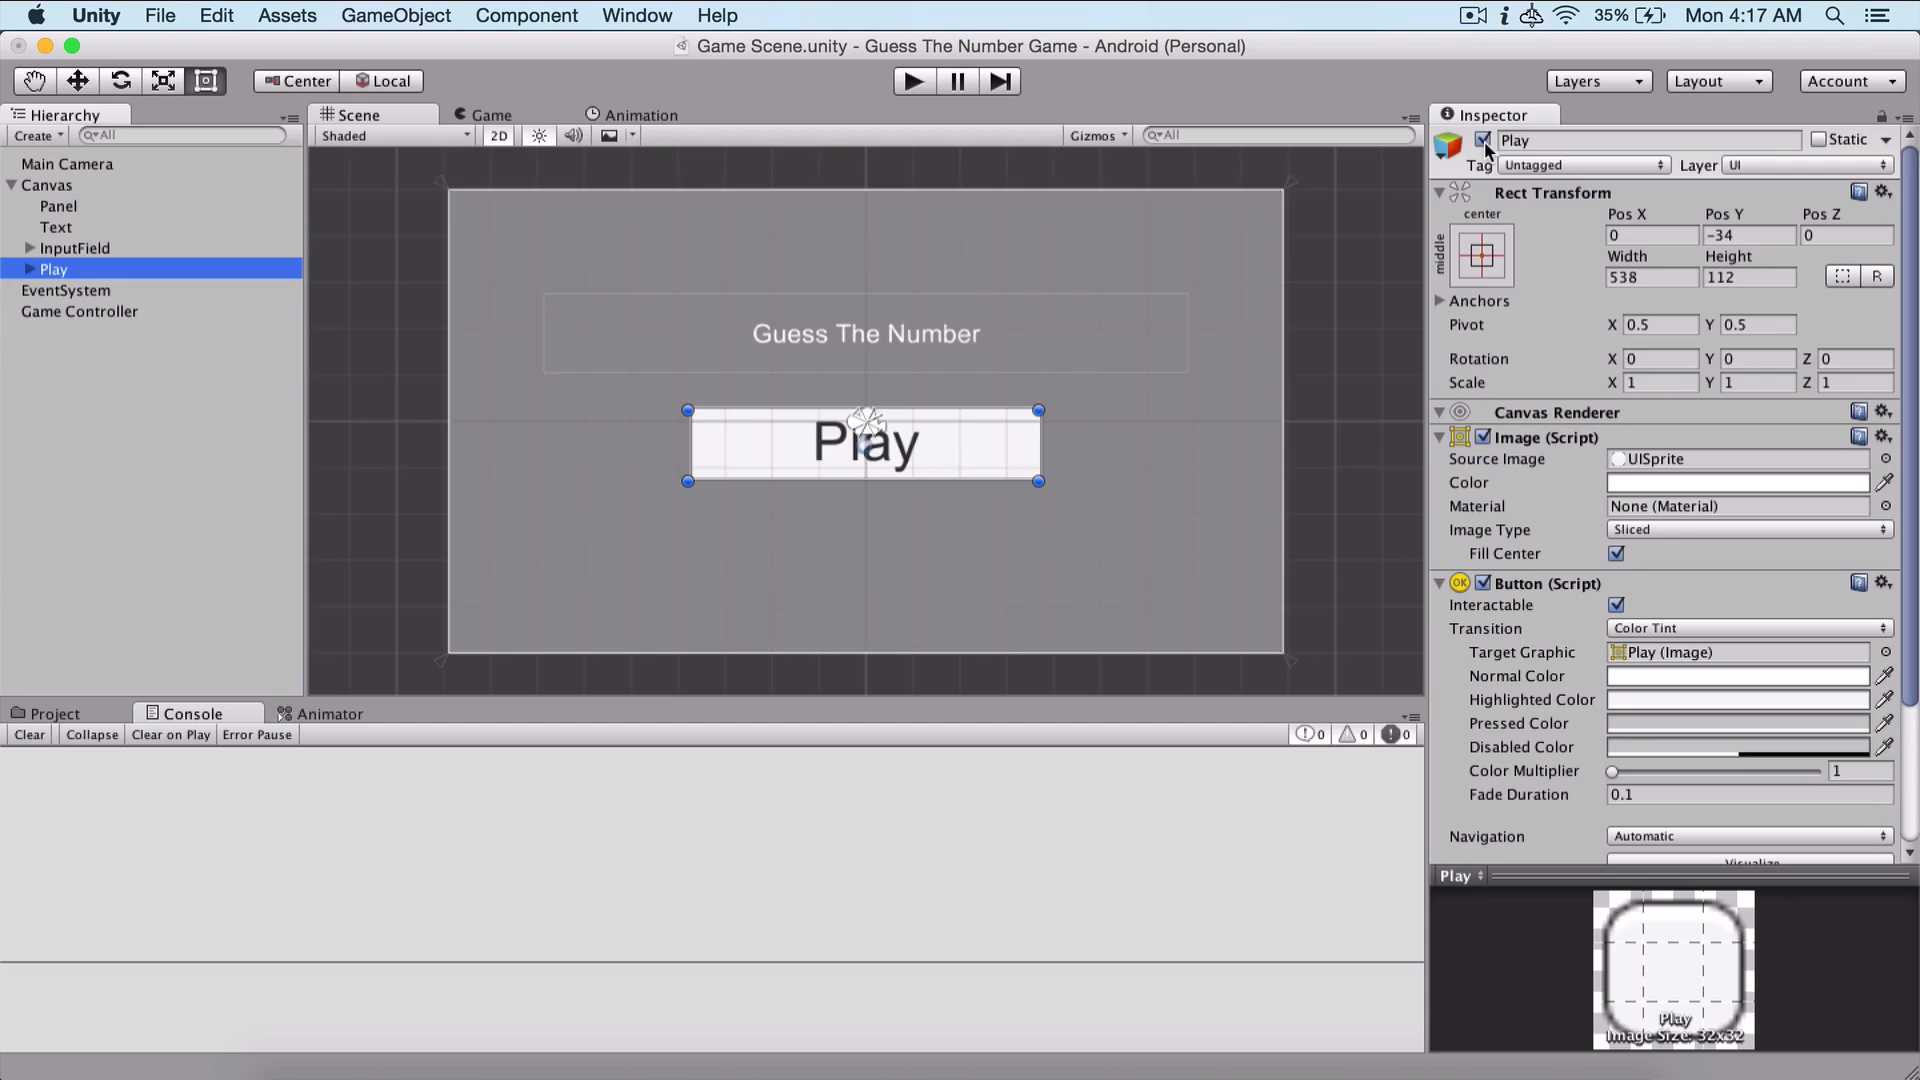 Unity File Edit Assets GameObject Component Window Help 35% Mon 4:17 AM
Game Scene.unity - Guess The Number Game - Android (Personal)
Center Local Layers Layout Account
Hierarchy Scene Game Animation Inspector
Create All Shaded 2D Gizmos All Play Static
Tag Untagged Layer UI
Main Camera
Canvas
Panel
Text
InputField
Play
EventSystem
Game Controller
Guess The Number
Play
Rect Transform
center
middle
Pos X Pos Y Pos Z
0 -34 0
Width Height
538 112 R
Anchors
Pivot X 0.5 Y 0.5
Rotation X 0 Y 0 Z 0
Scale X 1 Y 1 Z 1
Canvas Renderer
Image (Script)
Source Image UISprite
Color
Material None (Material)
Image Type Sliced
Fill Center
OK Button (Script)
Interactable
Transition Color Tint
Target Graphic Play (Image)
Normal Color
Highlighted Color
Pressed Color
Disabled Color
Color Multiplier 1
Fade Duration 0.1
Navigation Automatic
Visualize
Project Console Animator
Clear Collapse Clear on Play Error Pause 0 0 0
Play
Play
Image Size: 32x32